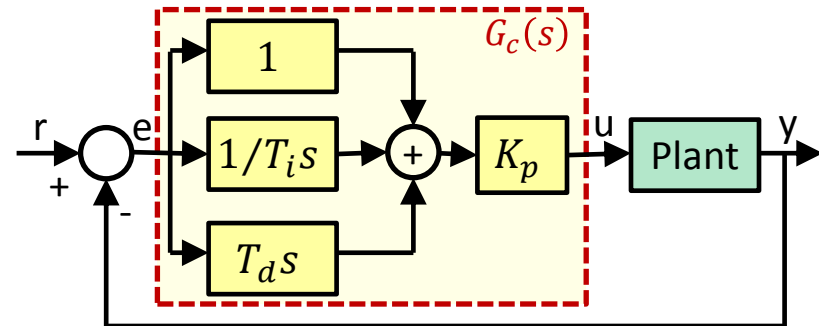 G_c(s)
1
r
e
1/T_i s
+
K_p
u
Plant
y
+
-
T_d s